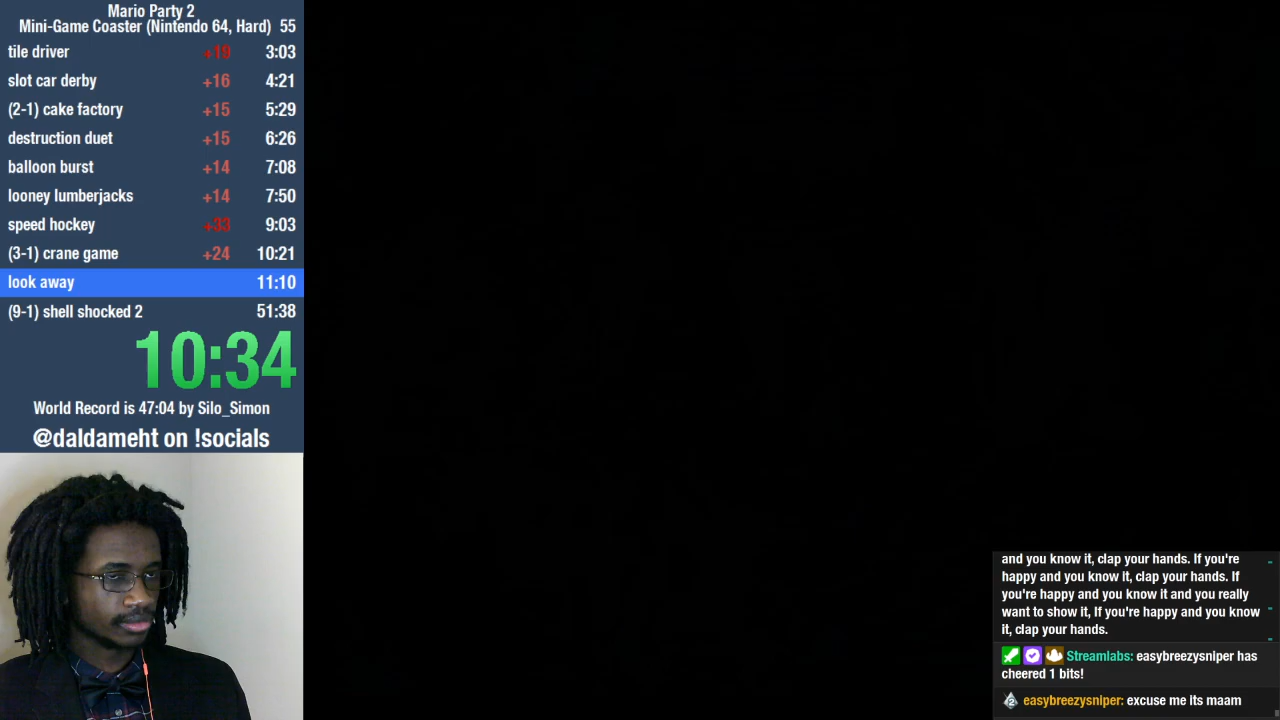 Mario Party 2
Mini-Game Coaster (Nintendo 64, Hard) 55
tile driver +19 3:03
slot car derby +16 4:21
(2-1) cake factory +15 5:29
destruction duet +15 6:26
balloon burst +14 7:08
looney lumberjacks +14 7:50
speed hockey +33 9:03
(3-1) crane game +24 10:21
look away 11:10
(9-1) shell shocked 2 51:38
10:34
World Record is 47:04 by Silo_Simon
@daldameht on !socials
and you know it, clap your hands. If you're
happy and you know it, clap your hands. If
you're happy and you know it and you really
want to show it, If you're happy and you know
it, clap your hands.
Streamlabs: easybreezysniper has
cheered 1 bits!
2 easybreezysniper: excuse me its maam